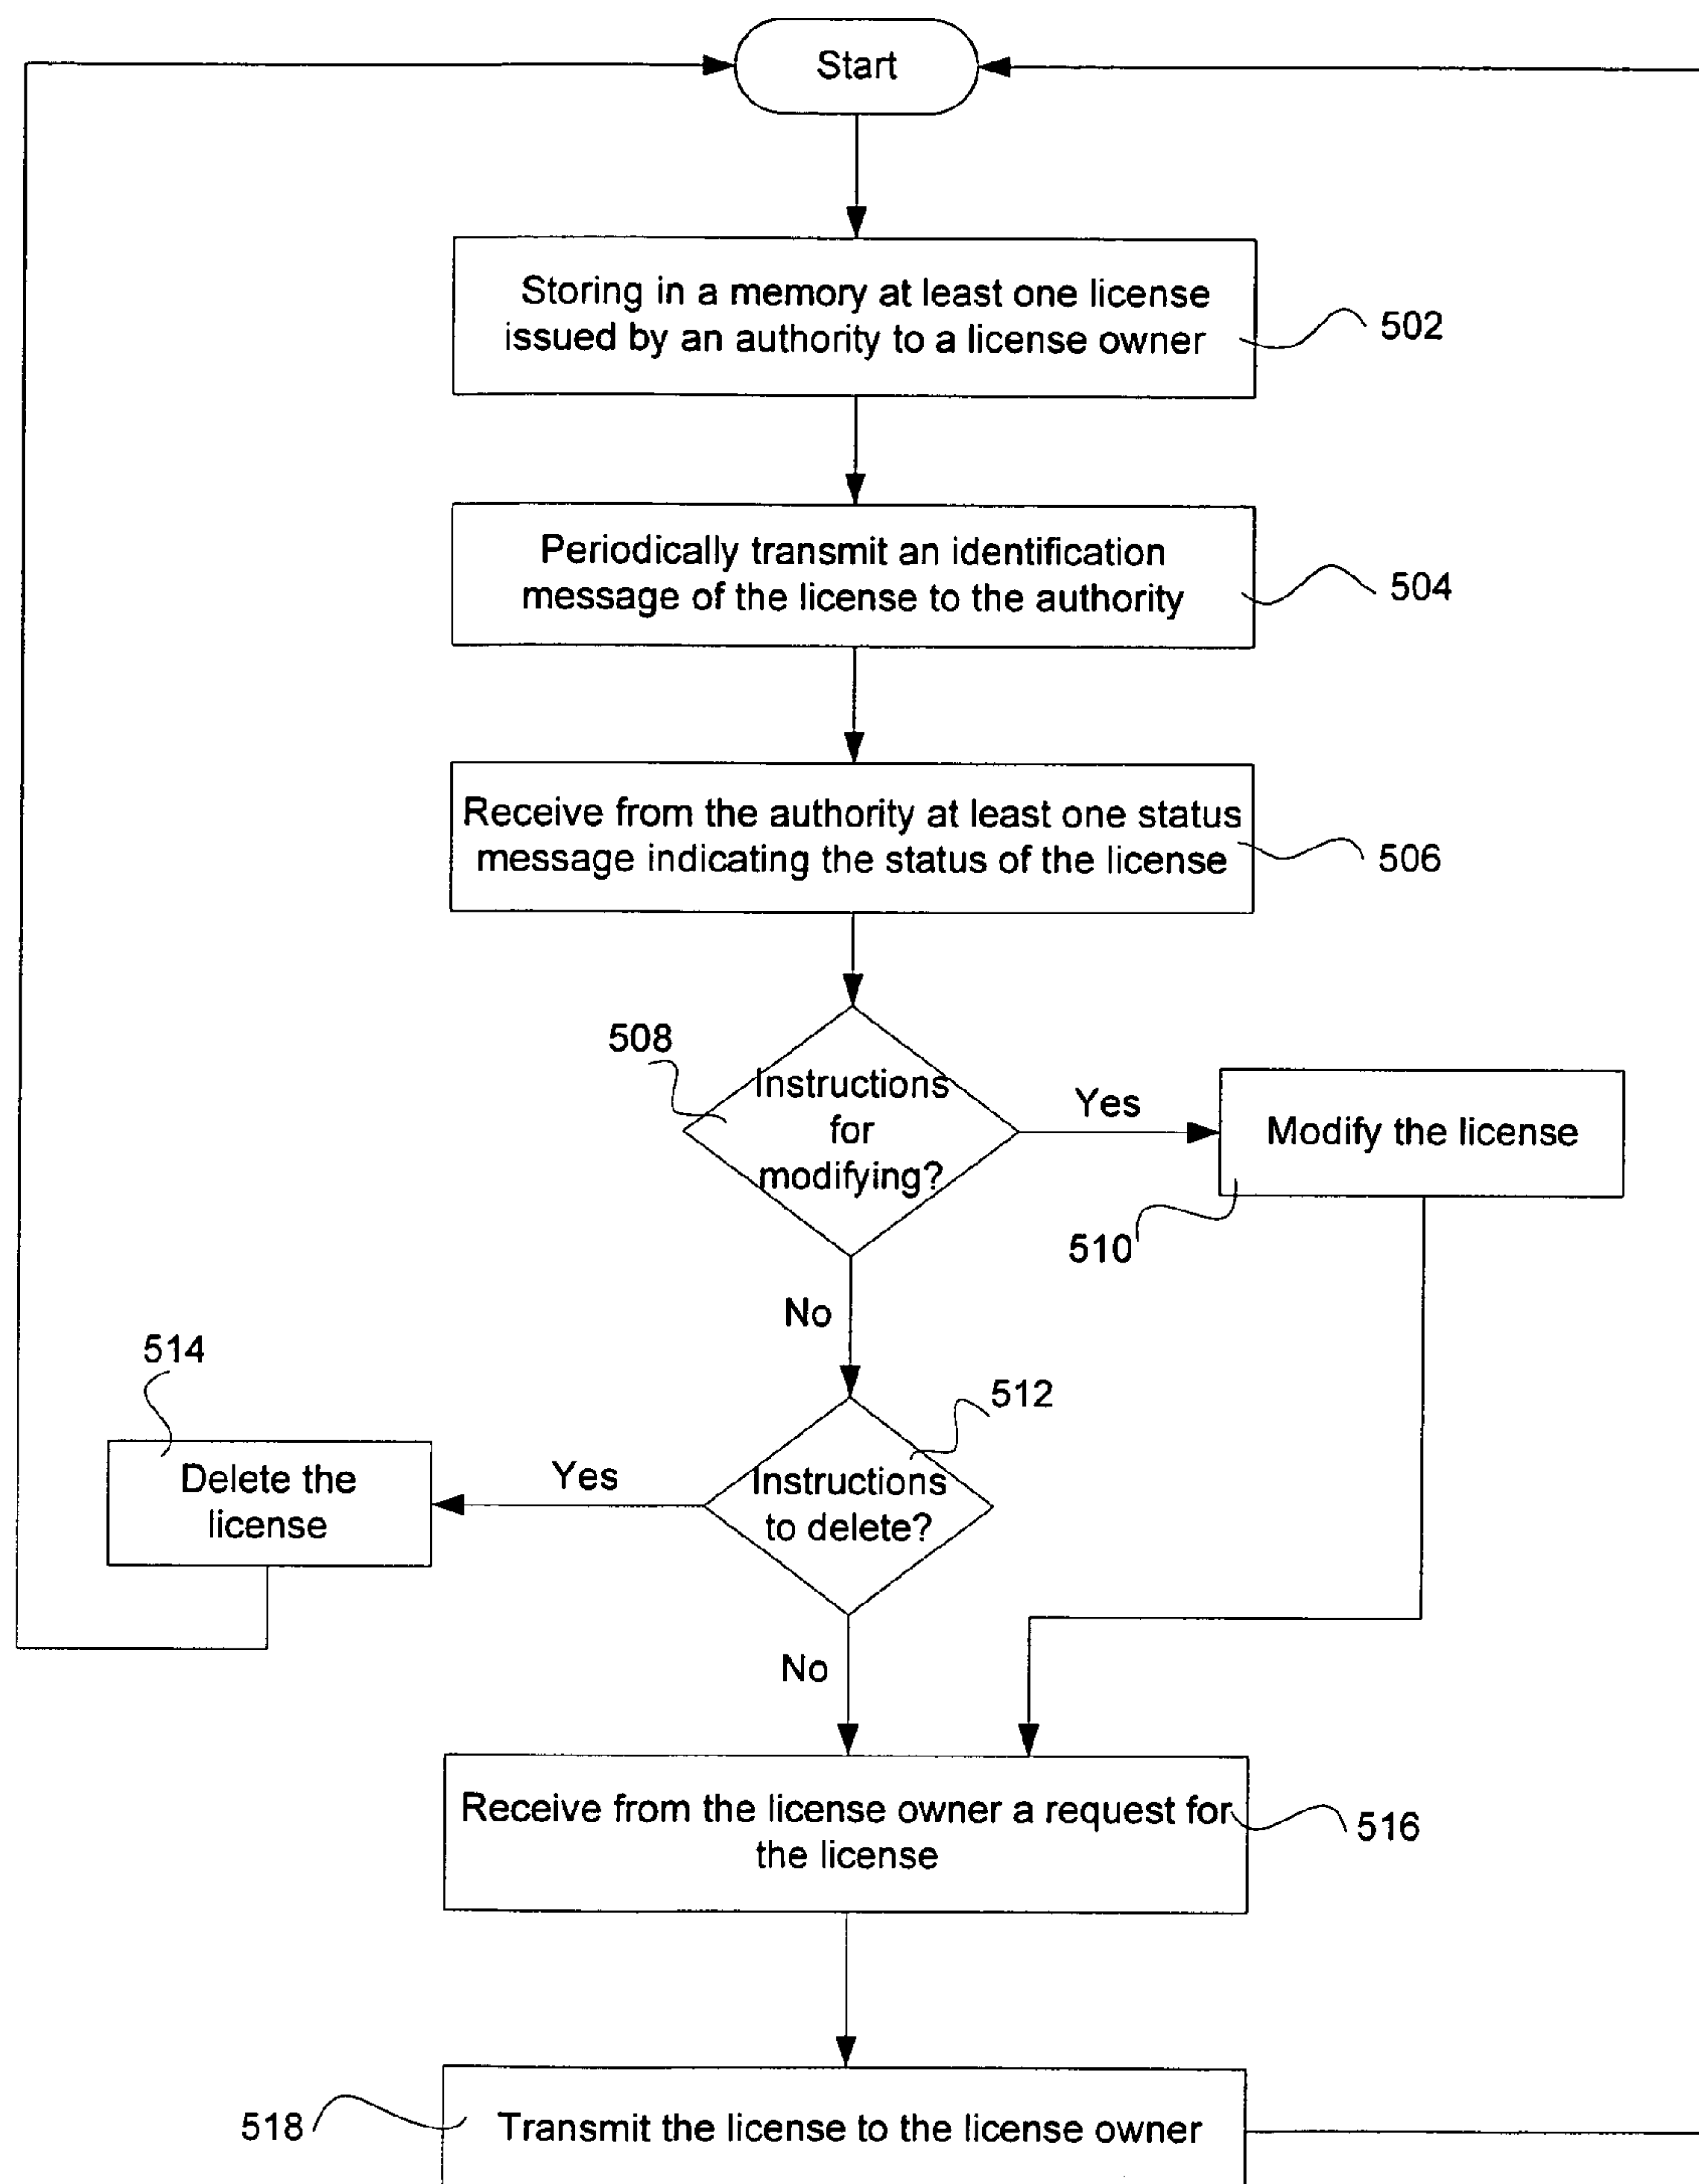 Start
Storing in a memory at least one license
issued by an authority to a license owner
502
Periodically transmit an identification
message of the license to the authority
504
Receive from the authority at least one status
message indicating the status of the license
506
508
Instructions
for
modifying?
Yes
Modify the license
510
No
514
512
Delete the
license
Yes
Instructions
to delete?
No
Receive from the license owner a request for
the license
516
518
Transmit the license to the license owner